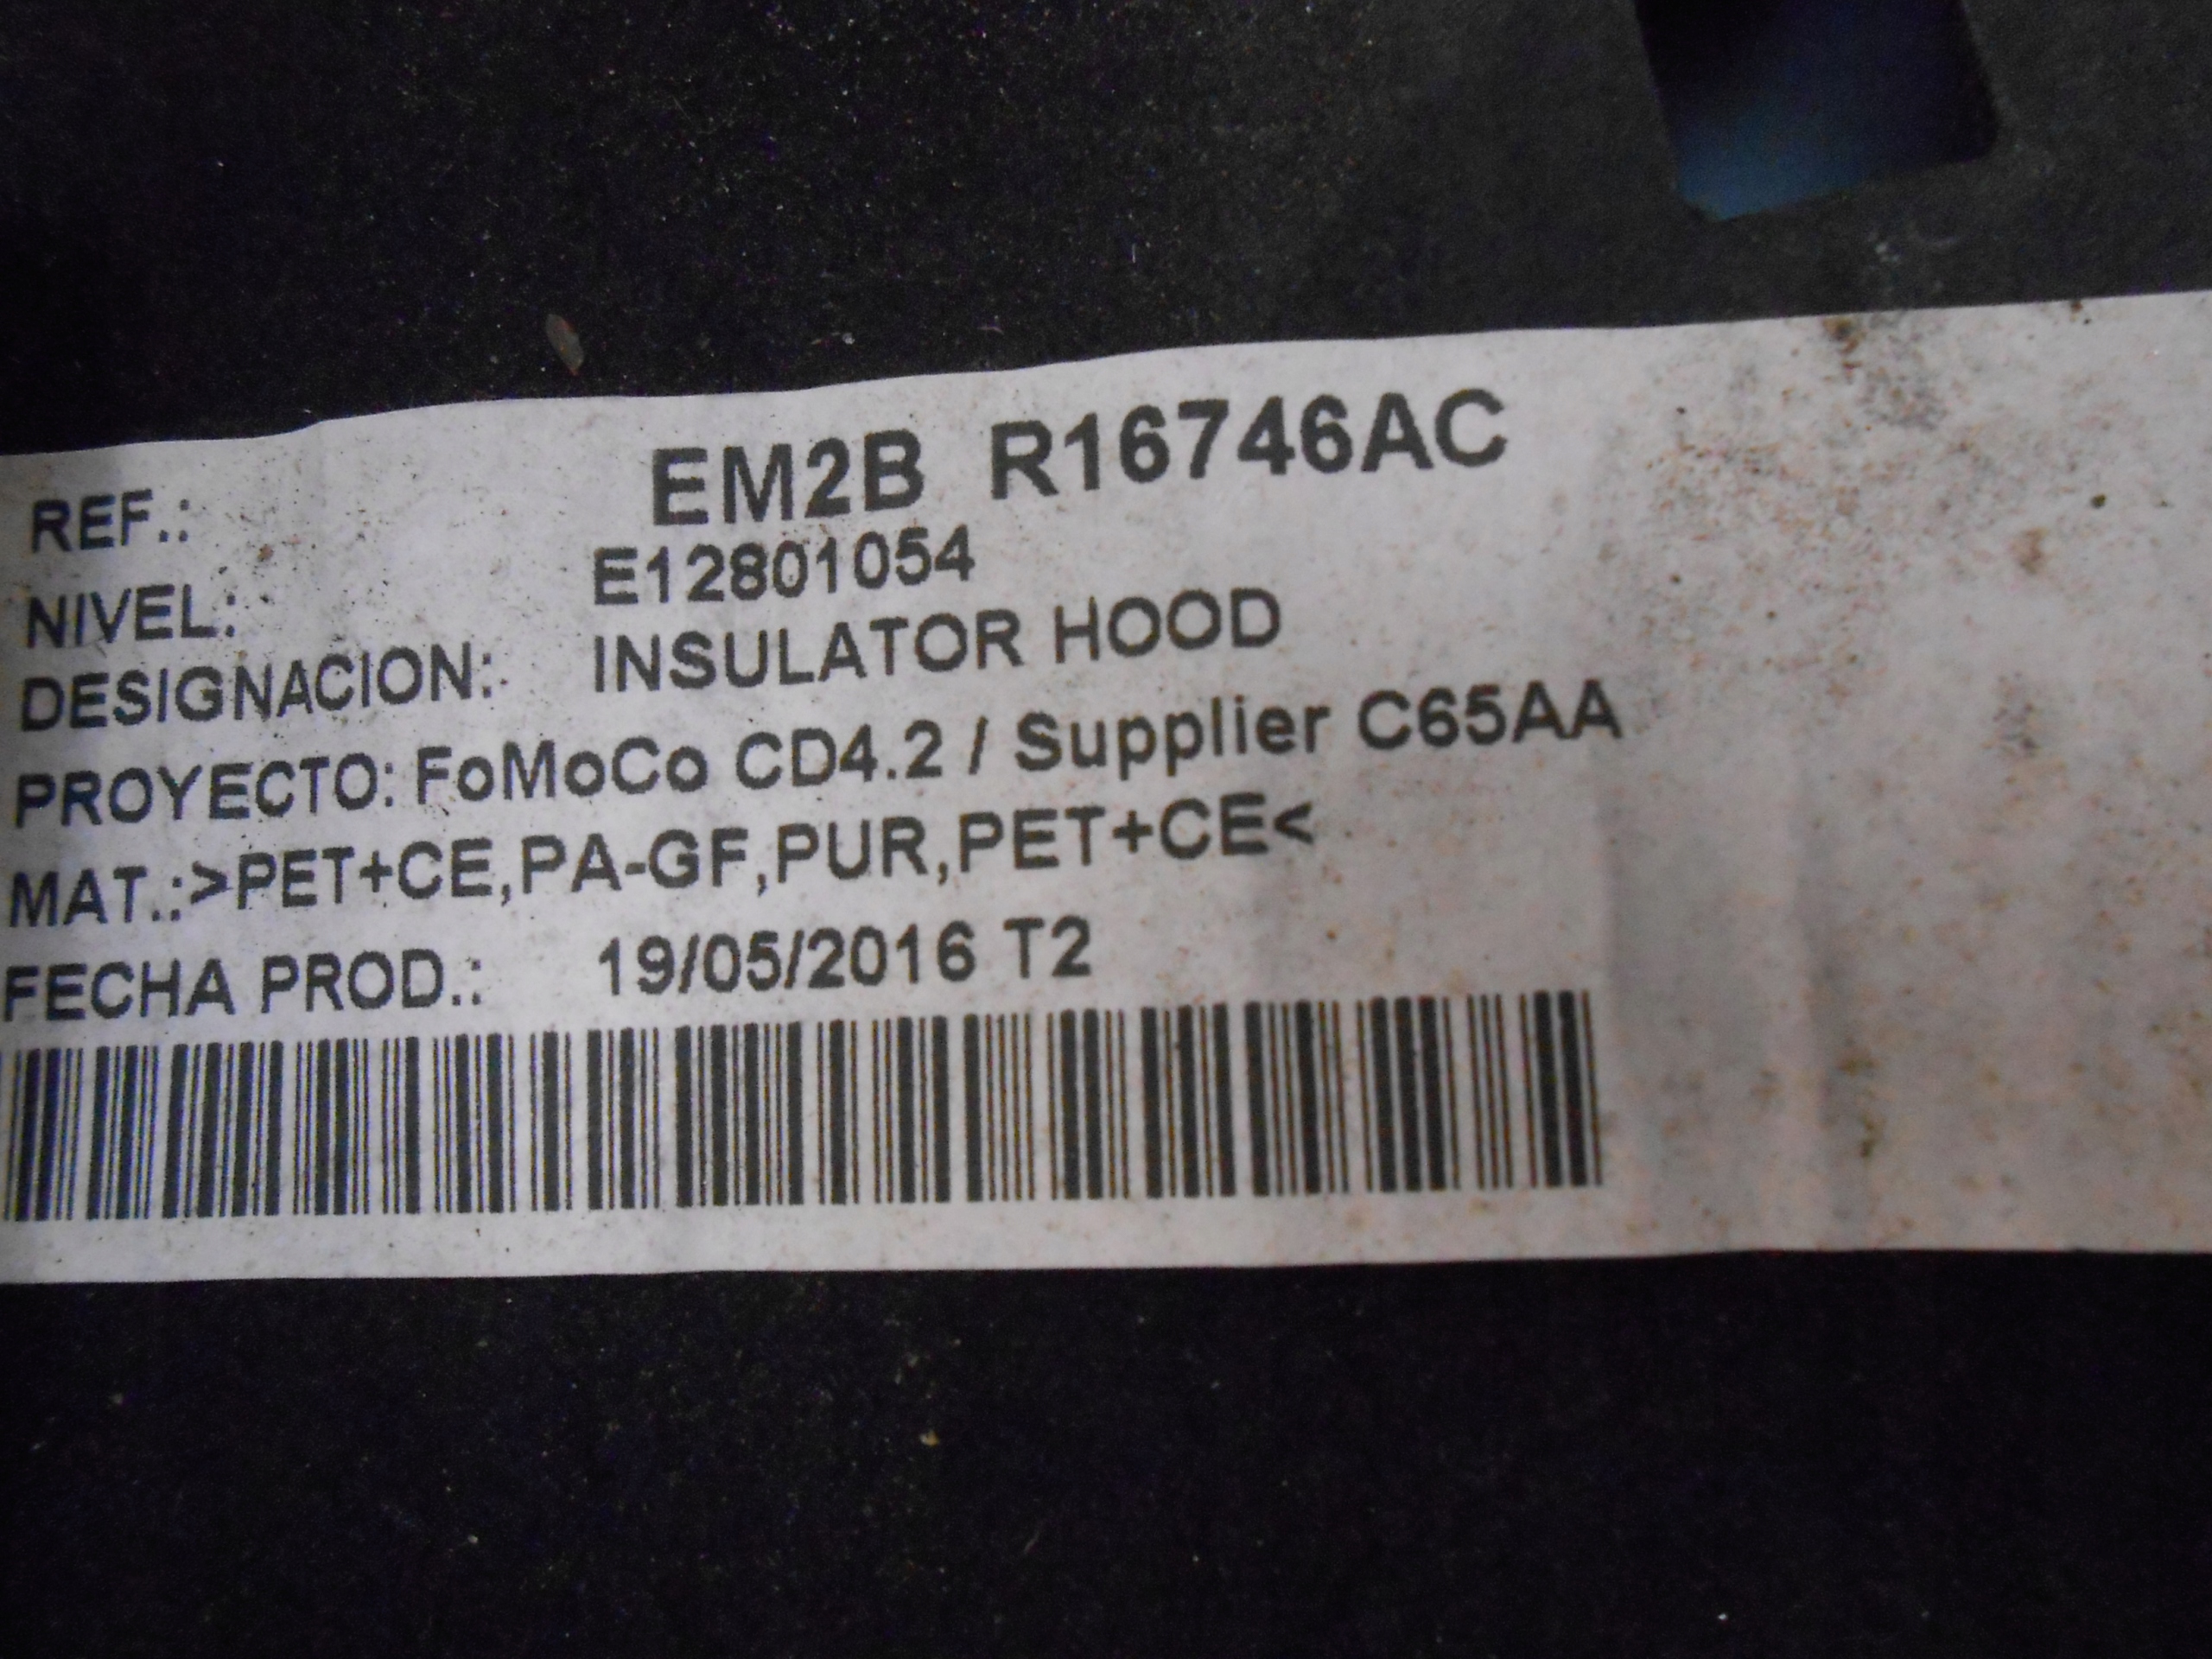 REF.: EM2B R16746AC
NIVEL: E12801054
DESIGNACION: INSULATOR HOOD
PROYECTO: FoMoCo CD4.2 / Supplier C65AA
MAT.:>PET+CE,PA-GF,PUR,PET+CE<
FECHA PROD.: 19/05/2016 T2